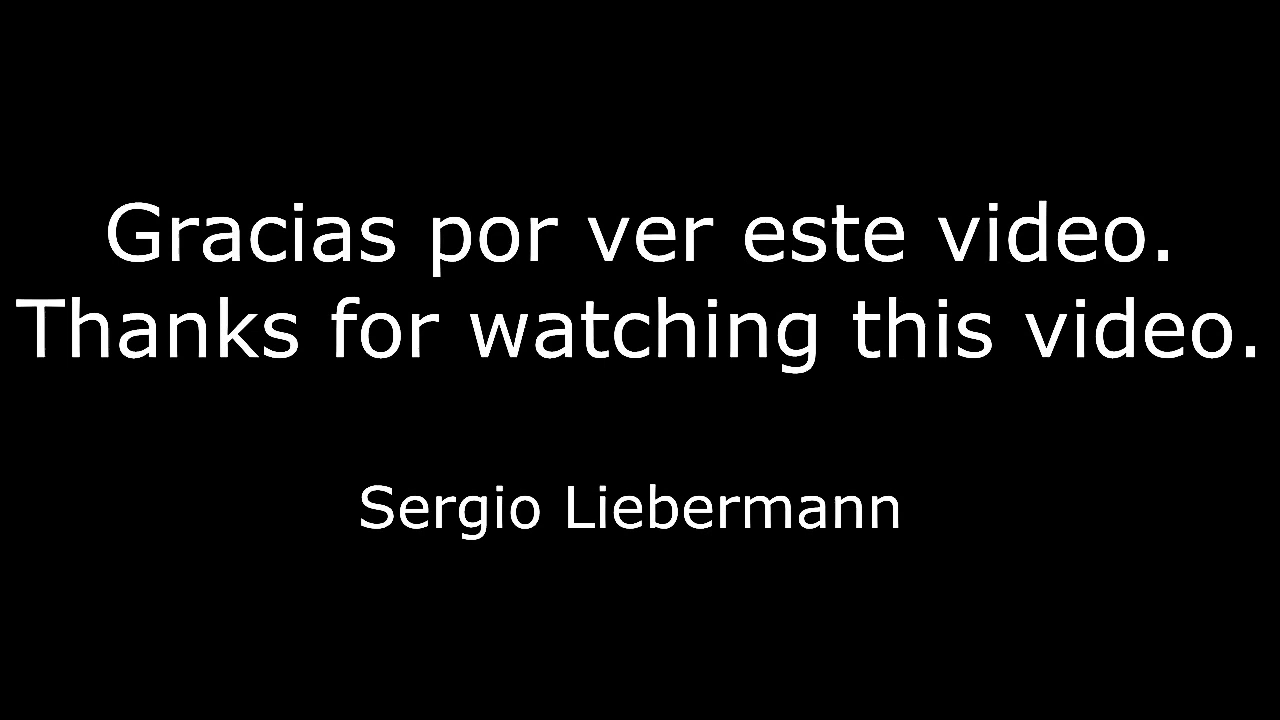 Gracias por ver este video.
Thanks for watching this video.
Sergio Liebermann